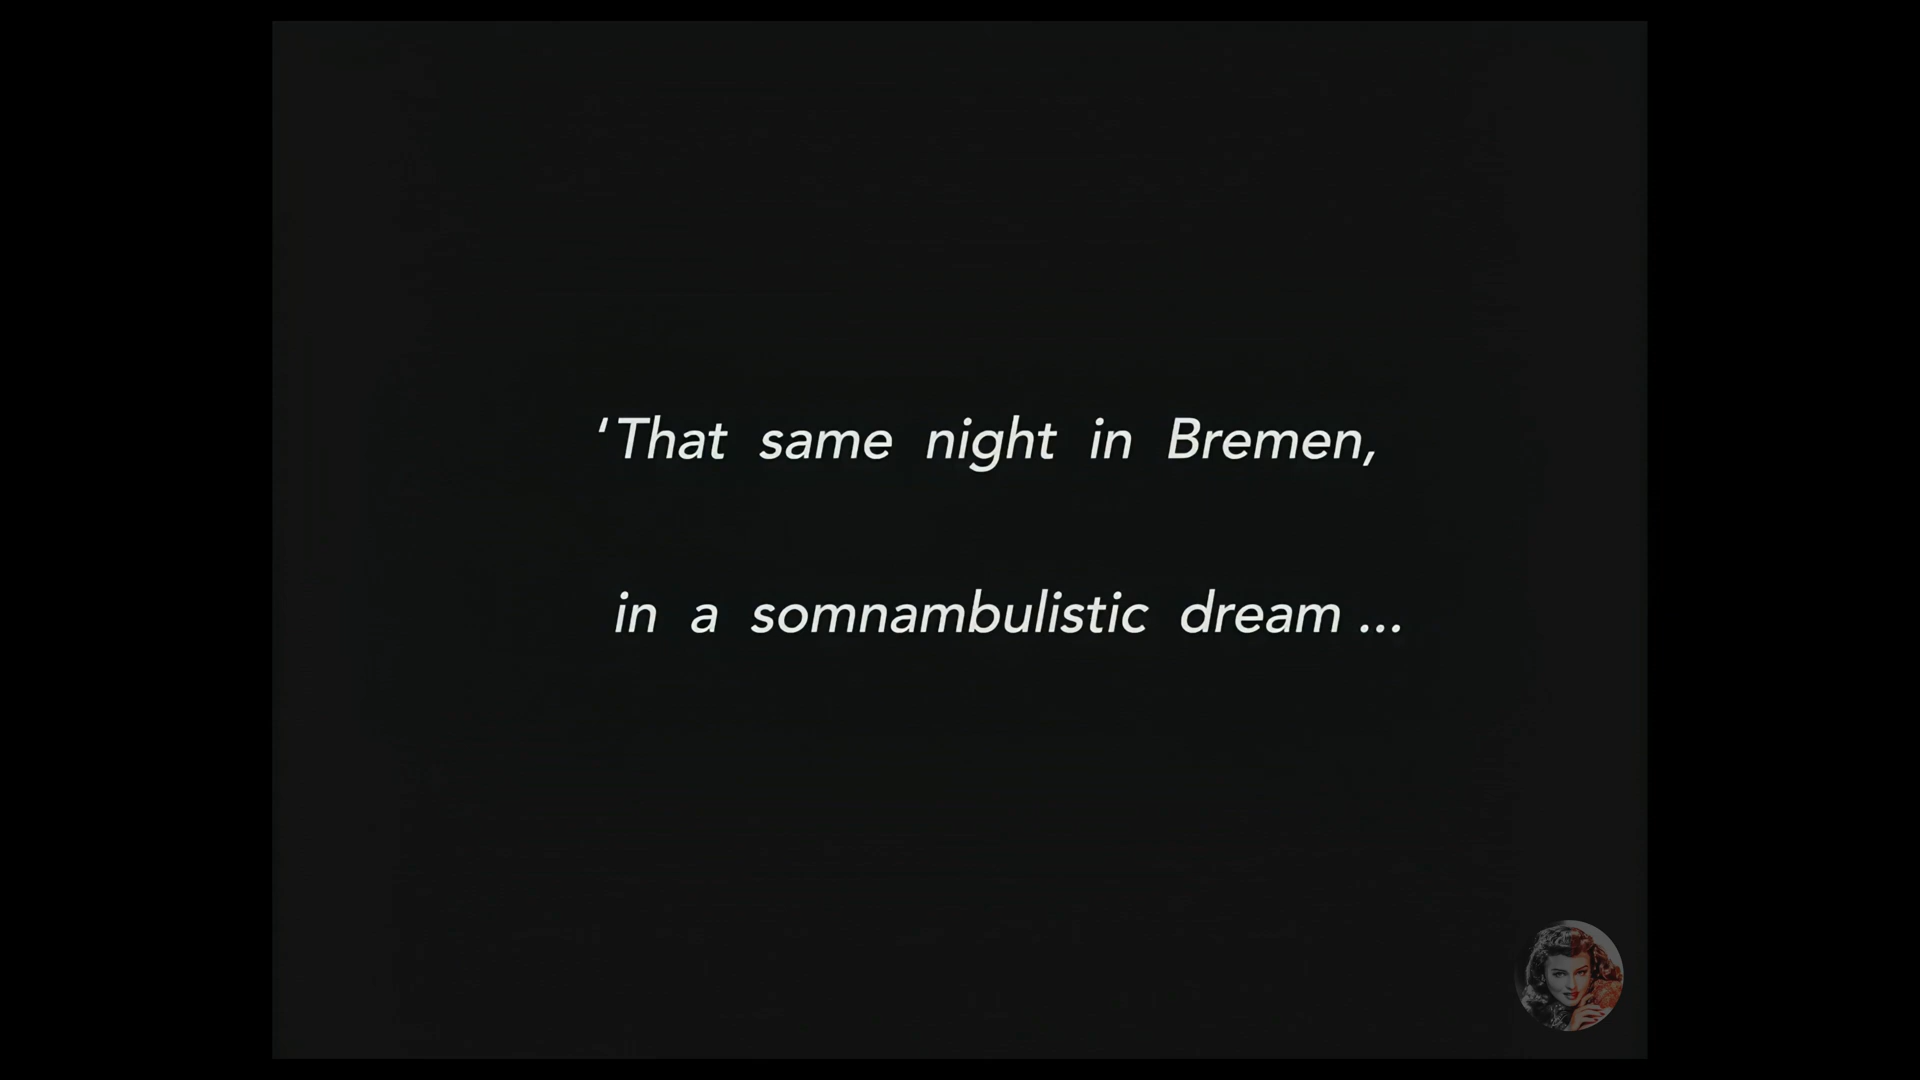 ‘That same night in Bremen,
in a somnambulistic dream ...